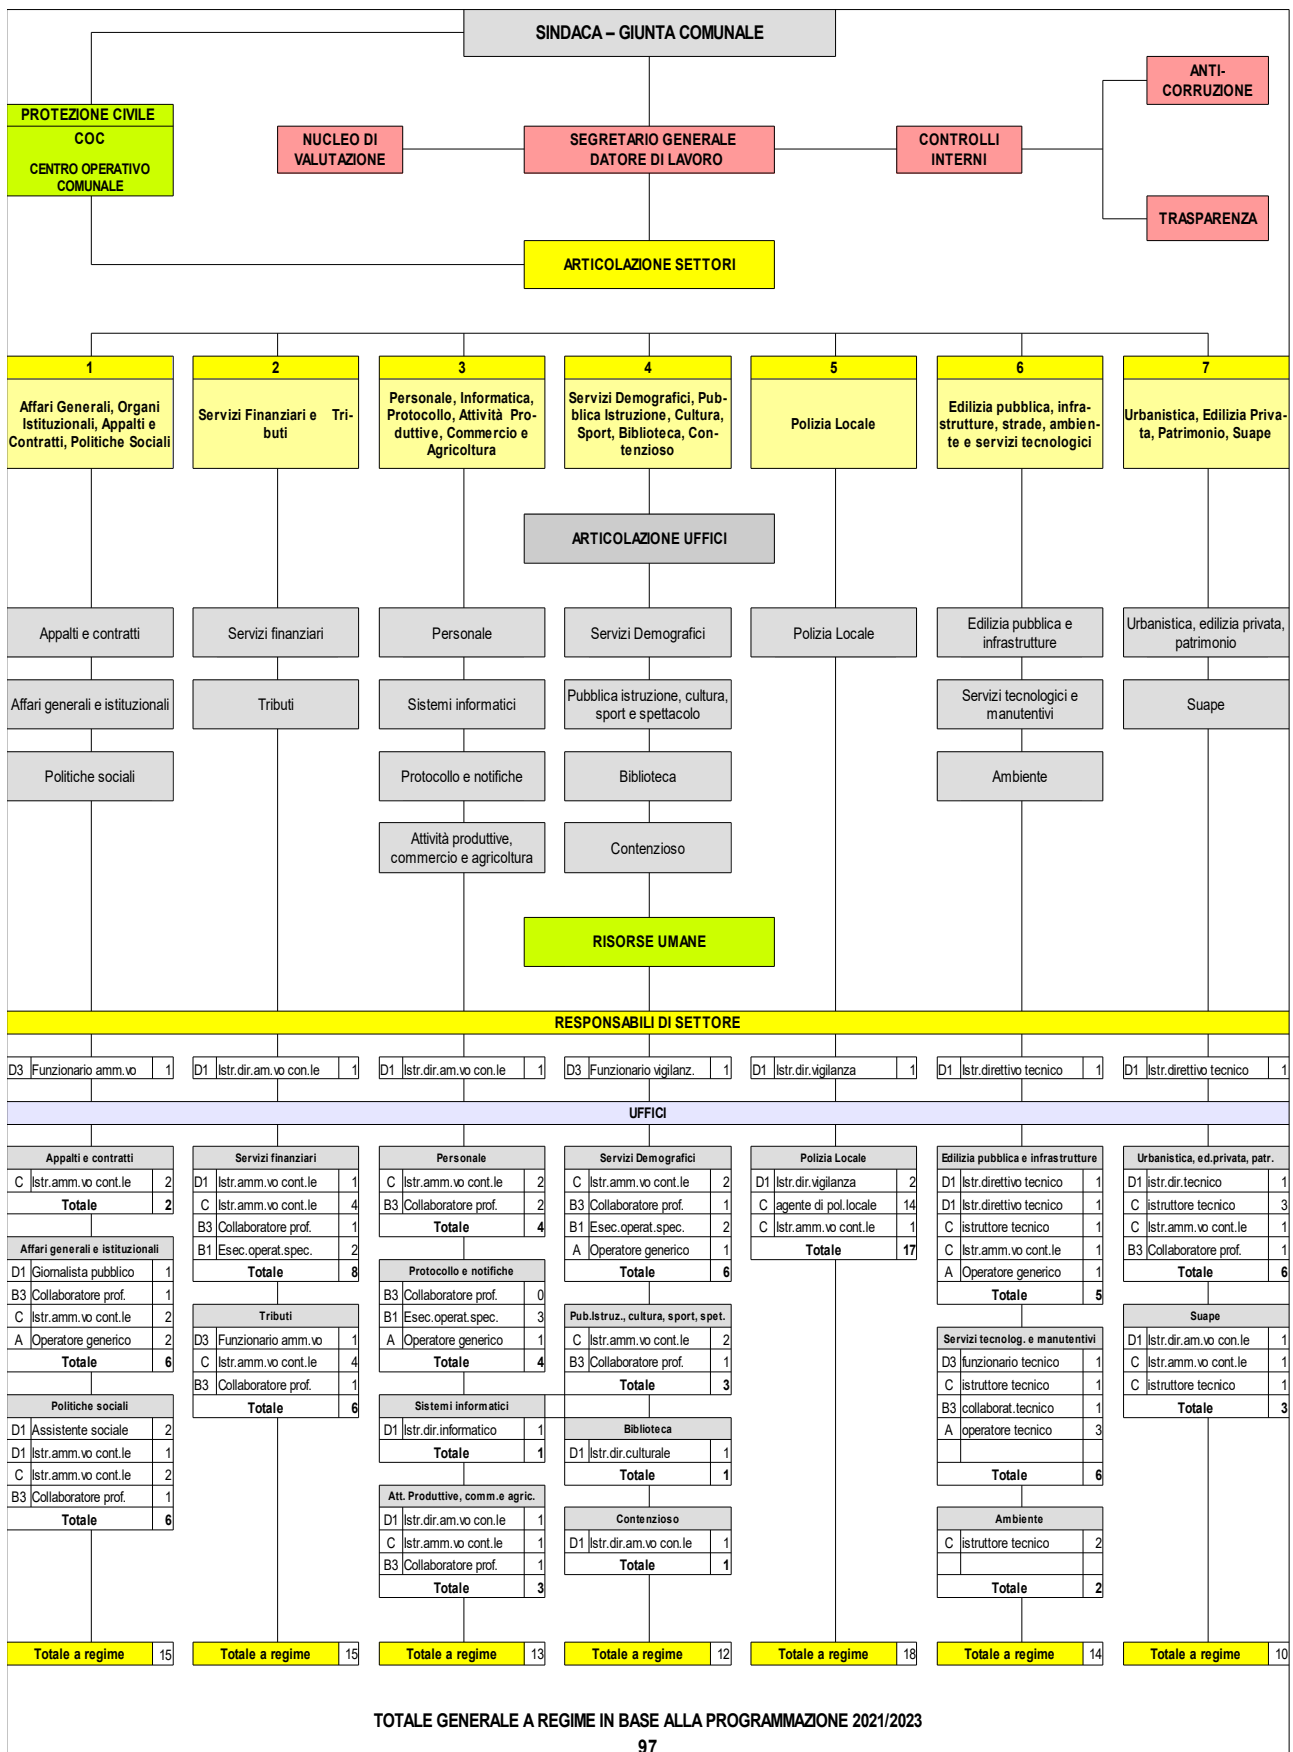 SINDACA – GIUNTA COMUNALE
ANTI-
CORRUZIONE
PROTEZIONE CIVILE
COC
CENTRO OPERATIVO
COMUNALE
NUCLEO DI
VALUTAZIONE
SEGRETARIO GENERALE
DATORE DI LAVORO
CONTROLLI
INTERNI
TRASPARENZA
ARTICOLAZIONE SETTORI
1
Affari Generali, Organi
Istituzionali, Appalti e
Contratti, Politiche Sociali
2
Servizi Finanziari e Tri-
buti
3
Personale, Informatica,
Protocollo, Attività Pro-
duttive, Commercio e
Agricoltura
4
Servizi Demografici, Pub-
blica Istruzione, Cultura,
Sport, Biblioteca, Con-
tenzioso
5
Polizia Locale
6
Edilizia pubblica, infra-
strutture, strade, ambien-
te e servizi tecnologici
7
Urbanistica, Edilizia Priva-
ta, Patrimonio, Suape
ARTICOLAZIONE UFFICI
Appalti e contratti
Servizi finanziari
Personale
Servizi Demografici
Polizia Locale
Edilizia pubblica e
infrastrutture
Urbanistica, edilizia privata,
patrimonio
Affari generali e istituzionali
Tributi
Sistemi informatici
Pubblica istruzione, cultura,
sport e spettacolo
Servizi tecnologici e
manutentivi
Suape
Politiche sociali
Protocollo e notifiche
Biblioteca
Ambiente
Attività produttive,
commercio e agricoltura
Contenzioso
RISORSE UMANE
RESPONSABILI DI SETTORE
D3 Funzionario amm.vo 1
D1 Istr.dir.am.vo con.le 1
D1 Istr.dir.am.vo con.le 1
D3 Funzionario vigilanz. 1
D1 Istr.dir.vigilanza 1
D1 Istr.direttivo tecnico 1
D1 Istr.direttivo tecnico 1
UFFICI
Appalti e contratti
C Istr.amm.vo cont.le 2
Totale 2
Affari generali e istituzionali
D1 Giornalista pubblico 1
B3 Collaboratore prof. 1
C Istr.amm.vo cont.le 2
A Operatore generico 2
Totale 6
Politiche sociali
D1 Assistente sociale 2
D1 Istr.amm.vo cont.le 1
C Istr.amm.vo cont.le 2
B3 Collaboratore prof. 1
Totale 6
Servizi finanziari
D1 Istr.amm.vo cont.le 1
C Istr.amm.vo cont.le 4
B3 Collaboratore prof. 1
B1 Esec.operat.spec. 2
Totale 8
Tributi
D3 Funzionario amm.vo 1
C Istr.amm.vo cont.le 4
B3 Collaboratore prof. 1
Totale 6
Personale
C Istr.amm.vo cont.le 2
B3 Collaboratore prof. 2
Totale 4
Protocollo e notifiche
B3 Collaboratore prof. 0
B1 Esec.operat.spec. 3
A Operatore generico 1
Totale 4
Sistemi informatici
D1 Istr.dir.informatico 1
Totale 1
Att. Produttive, comm.e agric.
D1 Istr.dir.am.vo con.le 1
C Istr.amm.vo cont.le 1
B3 Collaboratore prof. 1
Totale 3
Servizi Demografici
C Istr.amm.vo cont.le 2
B3 Collaboratore prof. 1
B1 Esec.operat.spec. 2
A Operatore generico 1
Totale 6
Pub.Istruz., cultura, sport, spet.
C Istr.amm.vo cont.le 2
B3 Collaboratore prof. 1
Totale 3
Biblioteca
D1 Istr.dir.culturale 1
Totale 1
Contenzioso
D1 Istr.dir.am.vo con.le 1
Totale 1
Polizia Locale
D1 Istr.dir.vigilanza 2
C agente di pol.locale 14
C Istr.amm.vo cont.le 1
Totale 17
Edilizia pubblica e infrastrutture
D1 Istr.direttivo tecnico 1
D1 Istr.direttivo tecnico 1
C istruttore tecnico 1
C Istr.amm.vo cont.le 1
A Operatore generico 1
Totale 5
Servizi tecnolog. e manutentivi
D3 funzionario tecnico 1
C istruttore tecnico 1
B3 collaborat.tecnico 1
A operatore tecnico 3
Totale 6
Ambiente
C istruttore tecnico 2
Totale 2
Urbanistica, ed.privata, patr.
D1 istr.dir.tecnico 1
C istruttore tecnico 3
C Istr.amm.vo cont.le 1
B3 Collaboratore prof. 1
Totale 6
Suape
D1 Istr.dir.am.vo con.le 1
C Istr.amm.vo cont.le 1
C istruttore tecnico 1
Totale 3
Totale a regime 15
Totale a regime 15
Totale a regime 13
Totale a regime 12
Totale a regime 18
Totale a regime 14
Totale a regime 10
TOTALE GENERALE A REGIME IN BASE ALLA PROGRAMMAZIONE 2021/2023
97